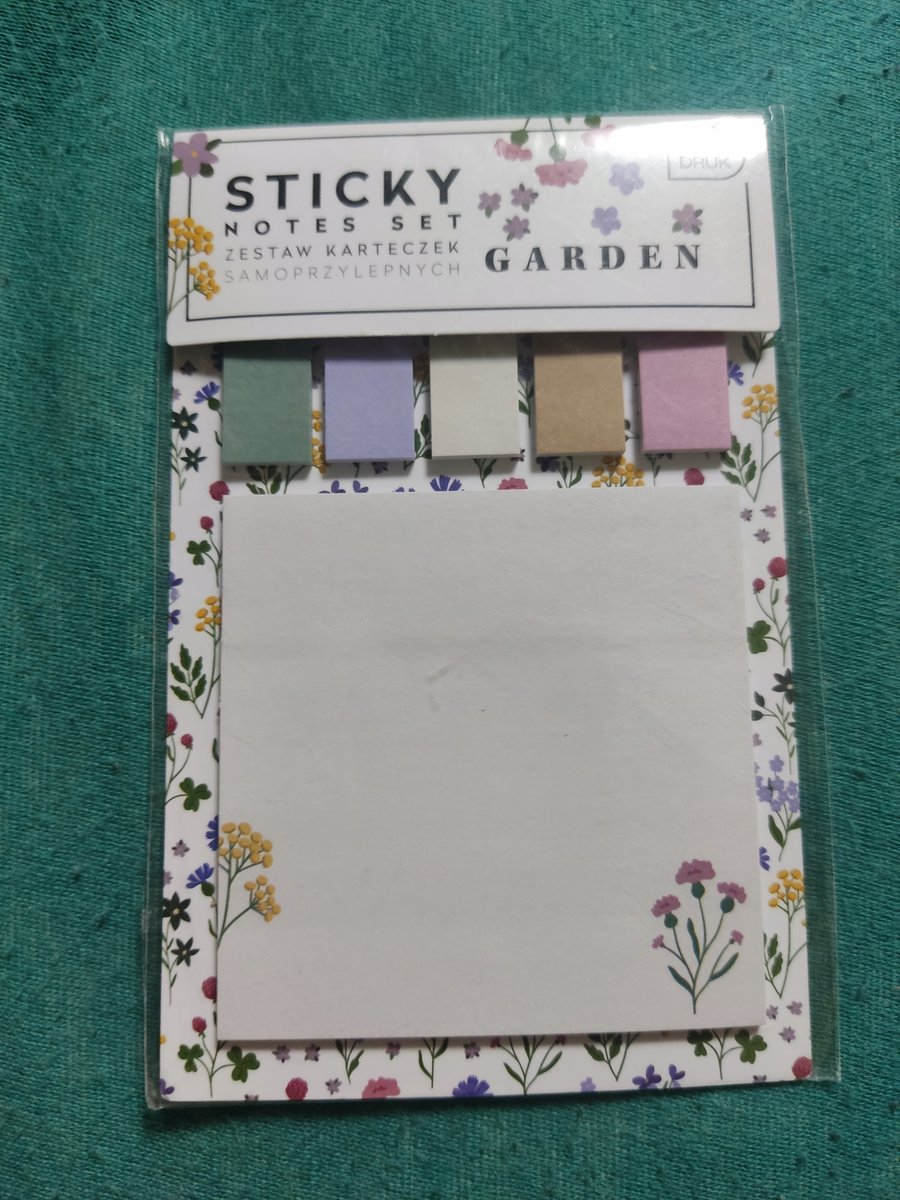 STICKY
NOTES SET
ZESTAW KARTECZEK
SAMOPRZYLEPNYCH
GARDEN
DRUK